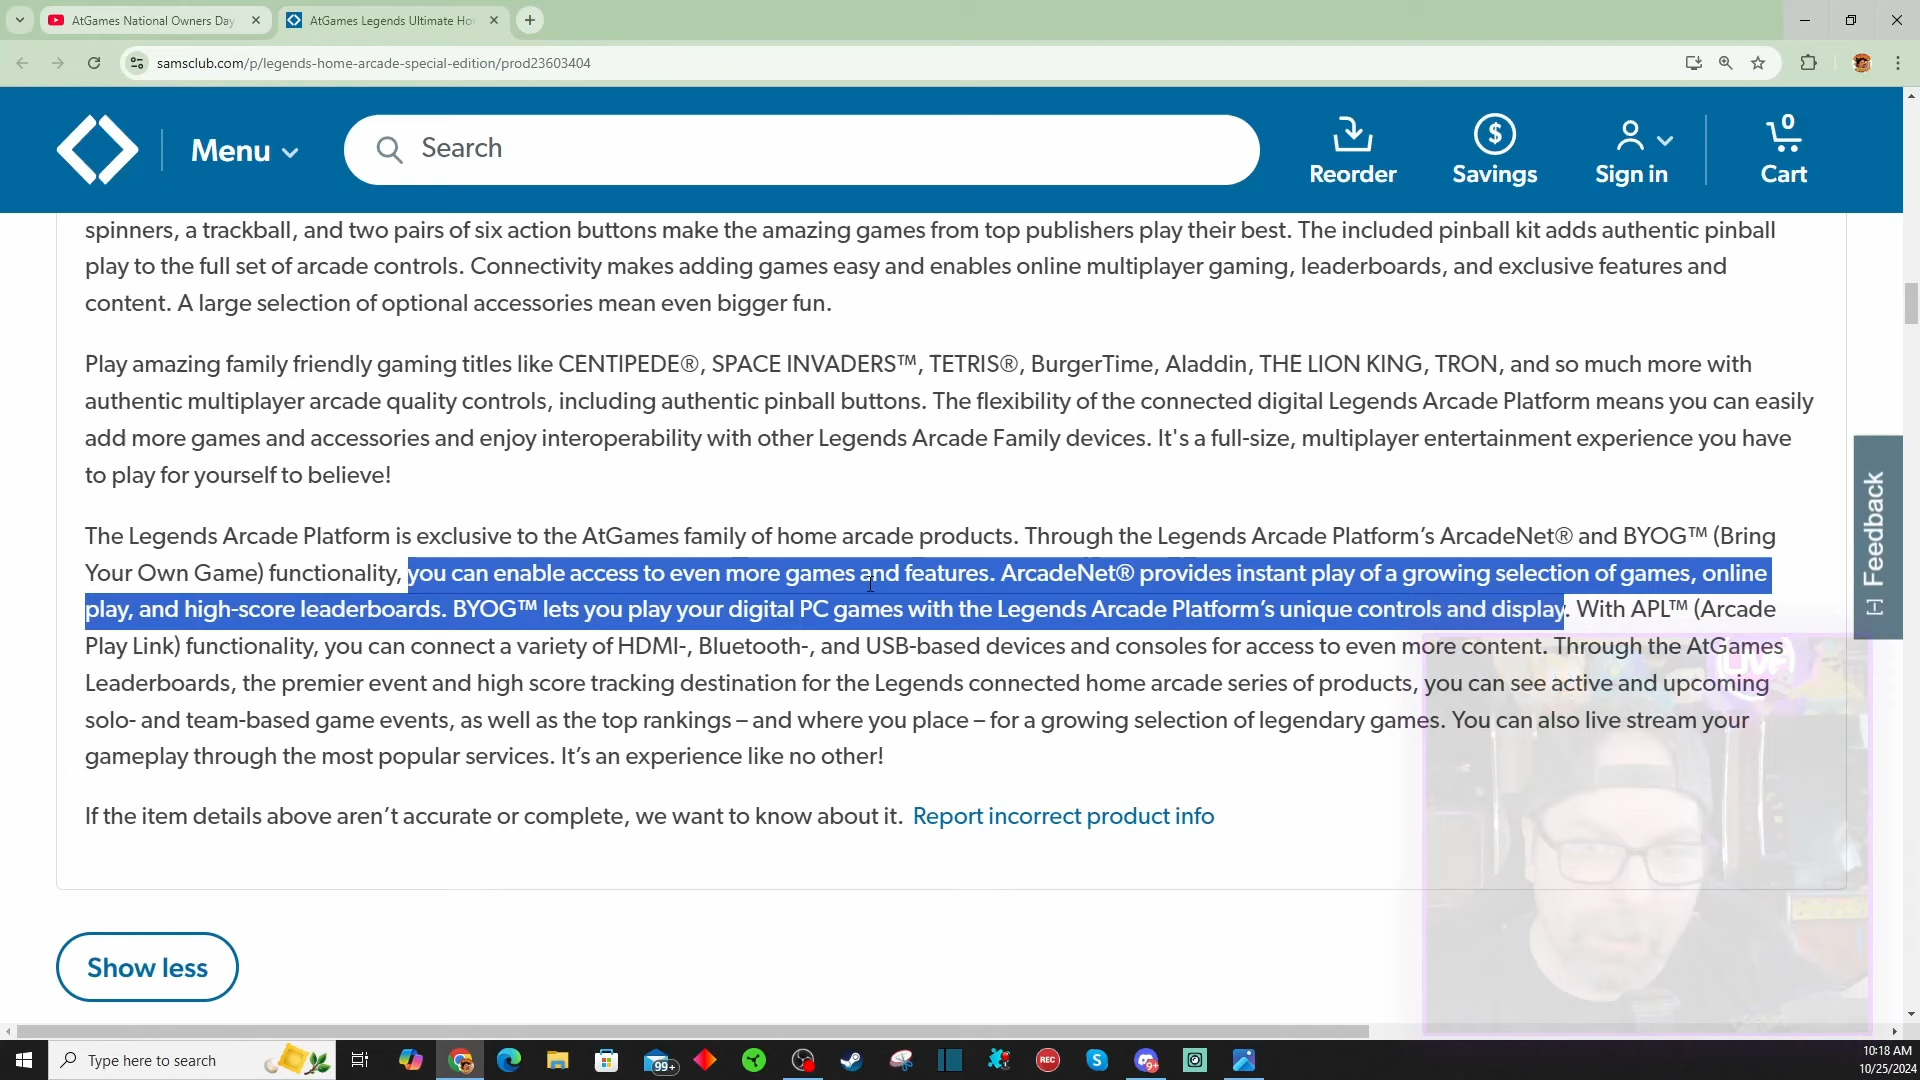 AtGames National Owners Day
AtGames Legends Ultimate Ho
samsclub.com/p/legends-home-arcade-special-edition/prod23603404
Menu
Search
Reorder
$
Savings
Sign in
0
Cart
spinners, a trackball, and two pairs of six action buttons make the amazing games from top publishers play their best. The included pinball kit adds authentic pinball
play to the full set of arcade controls. Connectivity makes adding games easy and enables online multiplayer gaming, leaderboards, and exclusive features and
content. A large selection of optional accessories mean even bigger fun.
Play amazing family friendly gaming titles like CENTIPEDE®, SPACE INVADERS™, TETRIS®, BurgerTime, Aladdin, THE LION KING, TRON, and so much more with
authentic multiplayer arcade quality controls, including authentic pinball buttons. The flexibility of the connected digital Legends Arcade Platform means you can easily
add more games and accessories and enjoy interoperability with other Legends Arcade Family devices. It's a full-size, multiplayer entertainment experience you have
to play for yourself to believe!
The Legends Arcade Platform is exclusive to the AtGames family of home arcade products. Through the Legends Arcade Platform’s ArcadeNet® and BYOG™ (Bring
Your Own Game) functionality, you can enable access to even more games and features. ArcadeNet® provides instant play of a growing selection of games, online
play, and high-score leaderboards. BYOG™ lets you play your digital PC games with the Legends Arcade Platform’s unique controls and display. With APL™ (Arcade
Play Link) functionality, you can connect a variety of HDMI-, Bluetooth-, and USB-based devices and consoles for access to even more content. Through the AtGames
Leaderboards, the premier event and high score tracking destination for the Legends connected home arcade series of products, you can see active and upcoming
solo- and team-based game events, as well as the top rankings – and where you place – for a growing selection of legendary games. You can also live stream your
gameplay through the most popular services. It’s an experience like no other!
If the item details above aren’t accurate or complete, we want to know about it. Report incorrect product info
[-] Feedback
LIVE
Show less
Type here to search
99+
REC
S
9+
10:18 AM
10/25/2024